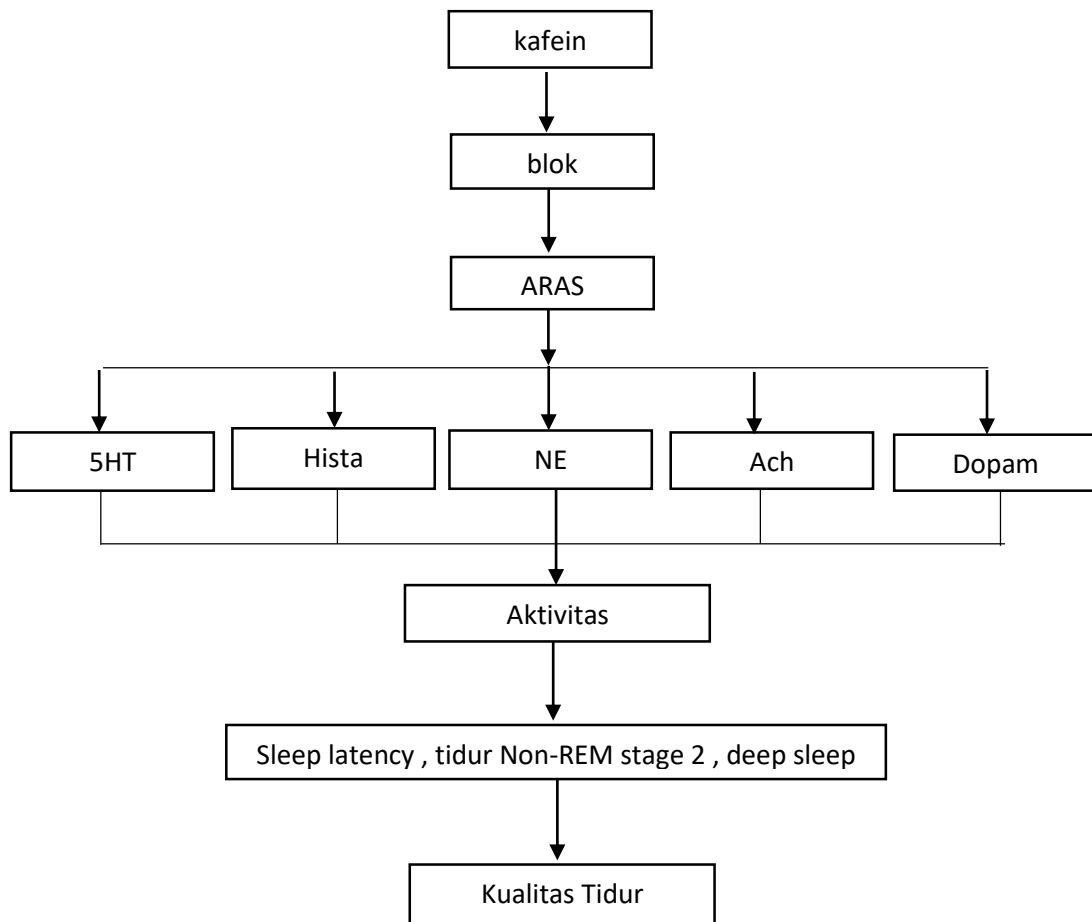 kafein
blok
ARAS
5HT
Hista
NE
Ach
Dopam
Aktivitas
Sleep latency , tidur Non-REM stage 2 , deep sleep
Kualitas Tidur